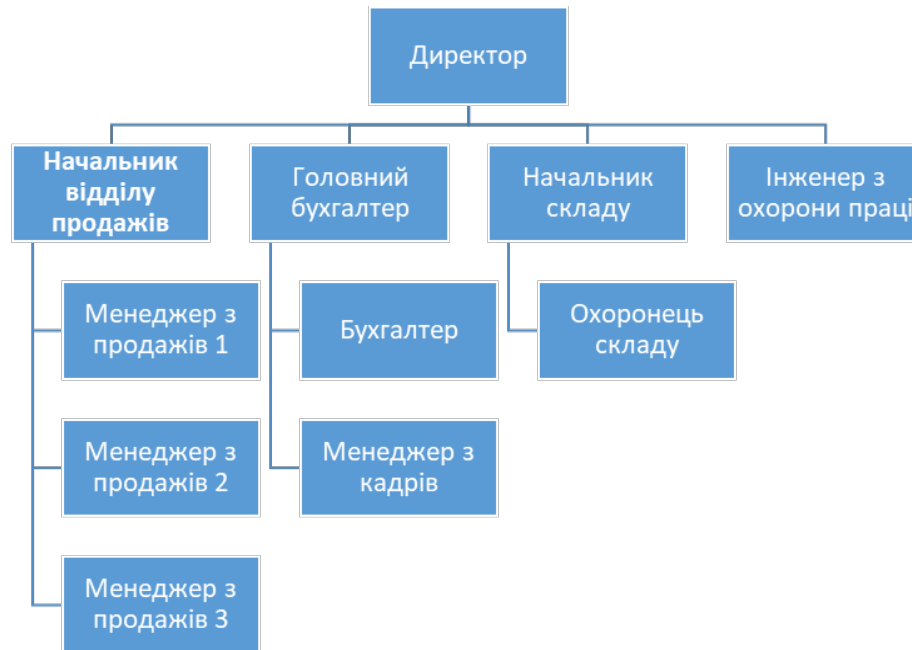 Директор
Начальник
відділу
продажів
Головний
бухгалтер
Начальник
складу
Інженер з
охорони праці
Менеджер з
продажів 1
Бухгалтер
Охоронець
складу
Менеджер з
продажів 2
Менеджер з
кадрів
Менеджер з
продажів 3